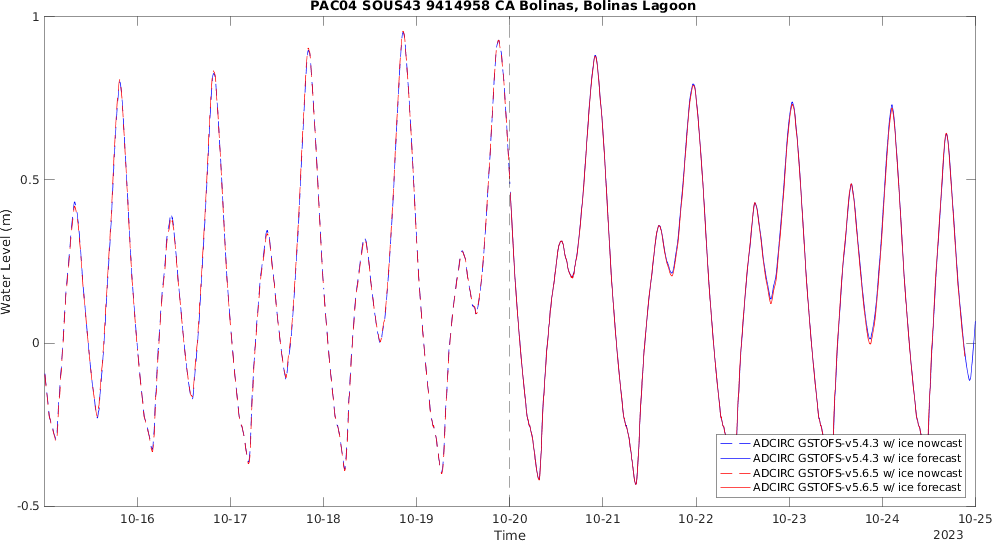 PAC04 SOUS43 9414958 CA Bolinas, Bolinas Lagoon
Water Level (m)
1
0.5
0
-0.5
10-16
10-17
10-18
10-19
10-20
10-21
10-22
10-23
10-24
10-25
Time
2023
ADCIRC GSTOFS-v5.4.3 w/ ice nowcast
ADCIRC GSTOFS-v5.4.3 w/ ice forecast
ADCIRC GSTOFS-v5.6.5 w/ ice nowcast
ADCIRC GSTOFS-v5.6.5 w/ ice forecast